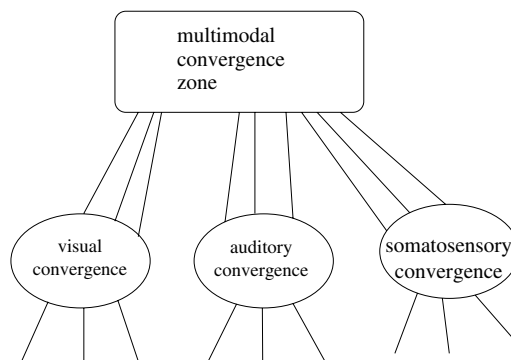 multimodal
convergence
zone
visual
convergence
auditory
convergence
somatosensory
convergence